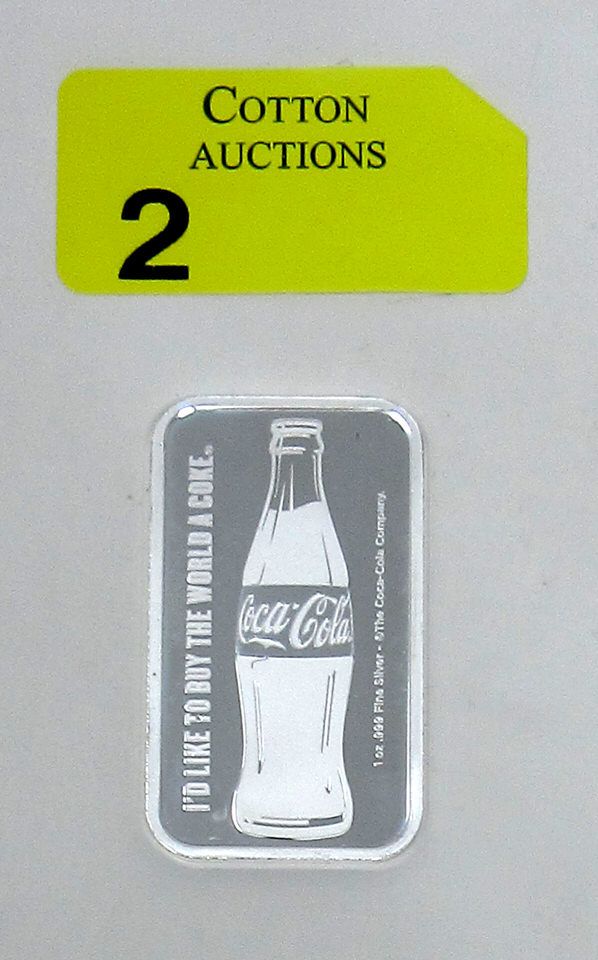 COTTON
AUCTIONS
2
I'D LIKE TO BUY THE WORLD A COKE.
Coca-Cola
1 oz .999 Fine Silver - ©The Coca-Cola Company.